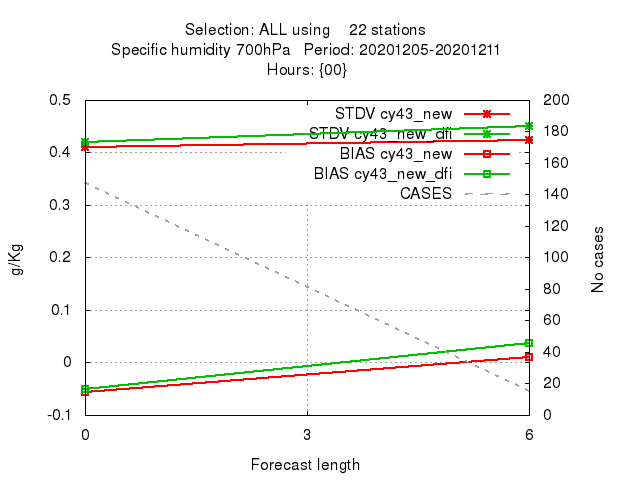 Selection: ALL using 22 stations
Specific humidity 700hPa Period: 20201205-20201211
Hours: {00}
0.5
0.4
0.3
0.2
0.1
0
-0.1
g/Kg
STDV cy43_new
STDV cy43_new_dfi
BIAS cy43_new
BIAS cy43_new_dfi
CASES
200
180
160
140
120
100
80
60
40
20
0
No cases
0 3 6
Forecast length